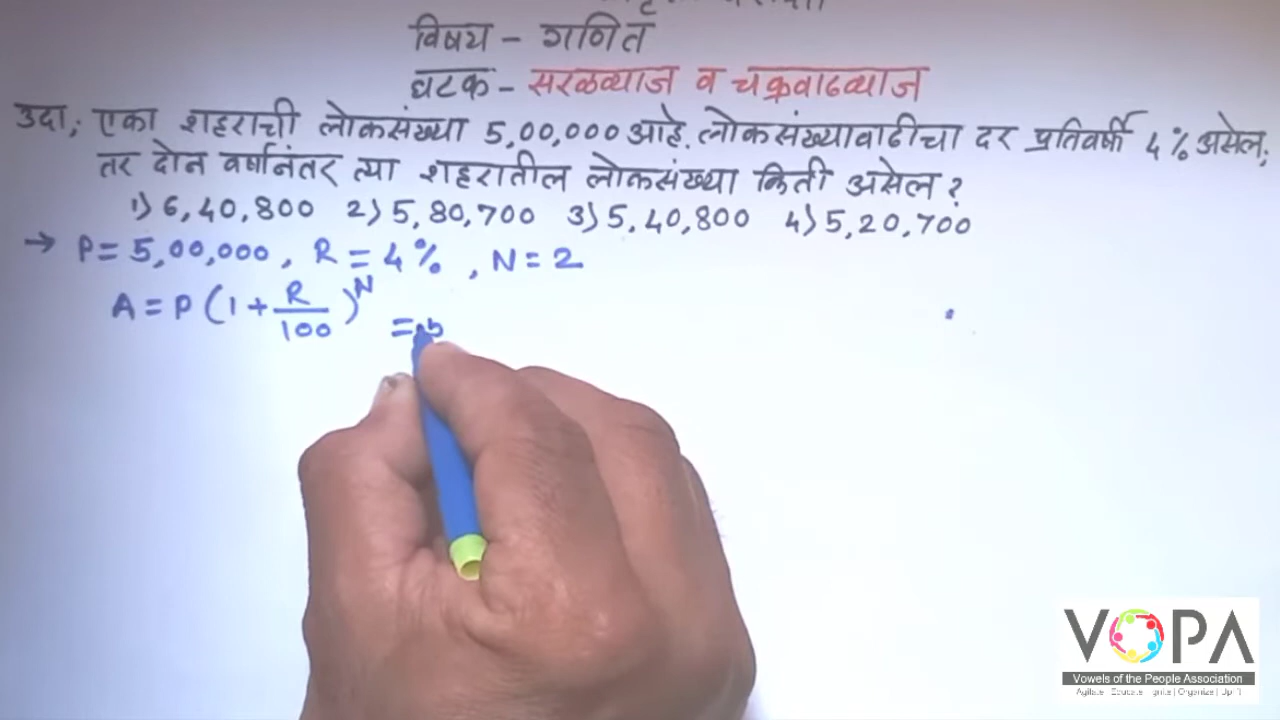 विषय - गणित
घटक - सरळव्याज व चक्रवाढव्याज
उदा; एका शहराची लोकसंख्या 5,00,000 आहे. लोकसंख्यावाढीचा दर प्रतिवर्षी 4% असेल;
तर दोन वर्षानंतर त्या शहरातील लोकसंख्या किती असेल?
1) 6,40,800 2) 5,80,700 3) 5,40,800 4) 5,20,700
→ P = 5,00,000, R = 4%, N = 2
A = P (1 + R/100)^N =
VOPA
Vowels of the People Association